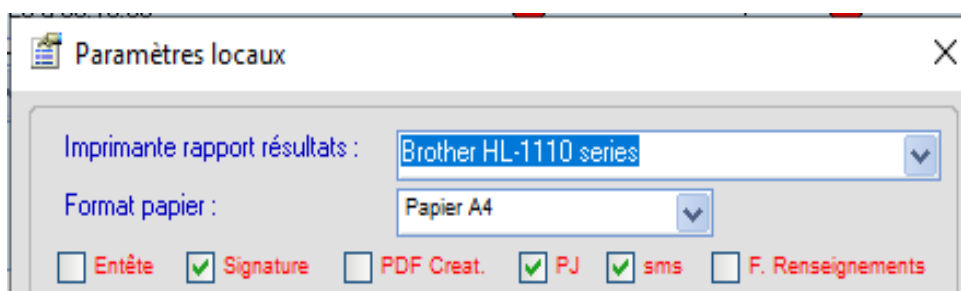 Paramètres locaux
Imprimante rapport résultats : Brother HL-1110 series
Format papier : Papier A4
Entête Signature PDF Creat. PJ sms F. Renseignements